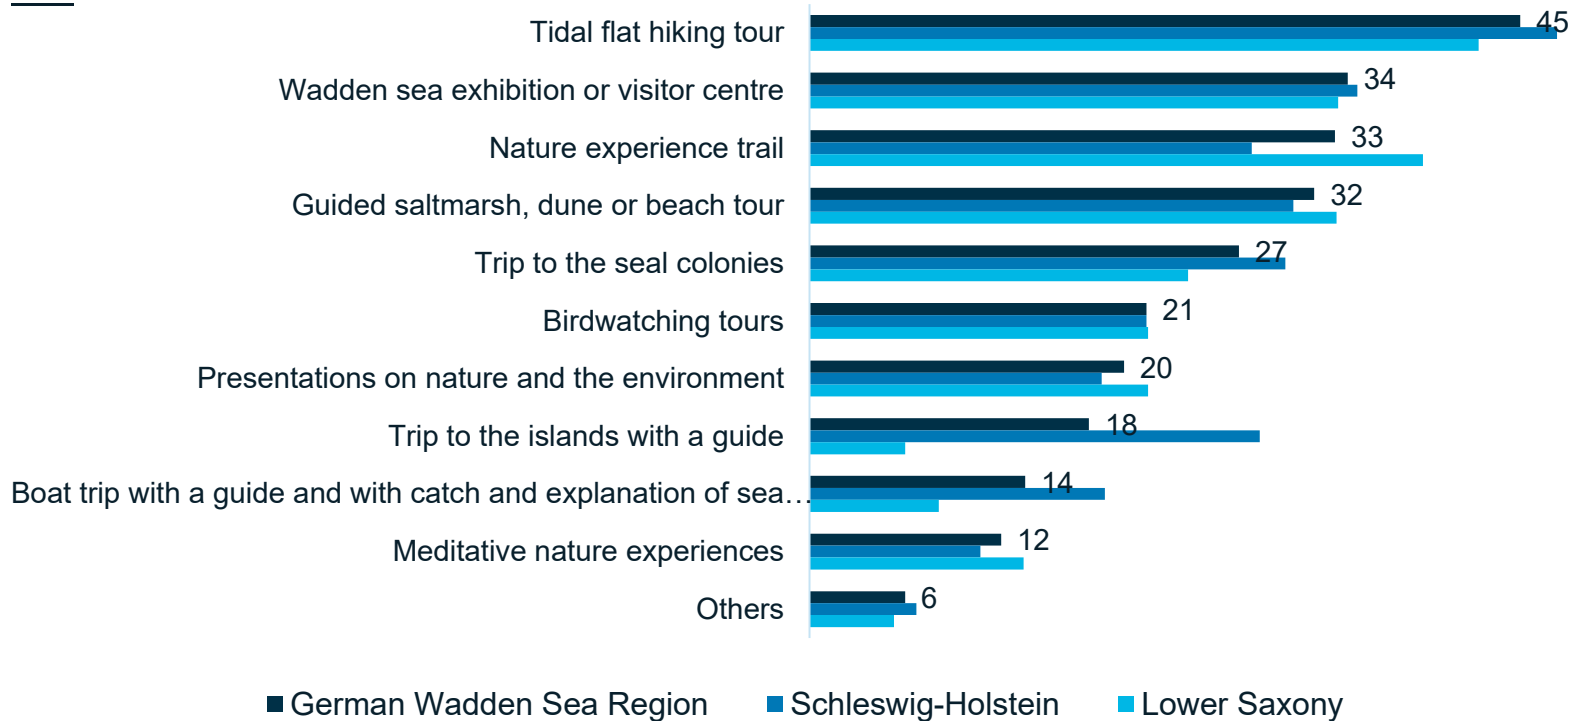 Tidal flat hiking tour 45
Wadden sea exhibition or visitor centre 34
Nature experience trail 33
Guided saltmarsh, dune or beach tour 32
Trip to the seal colonies 27
Birdwatching tours 21
Presentations on nature and the environment 20
Trip to the islands with a guide 18
Boat trip with a guide and with catch and explanation of sea… 14
Meditative nature experiences 12
Others 6
German Wadden Sea Region Schleswig-Holstein Lower Saxony